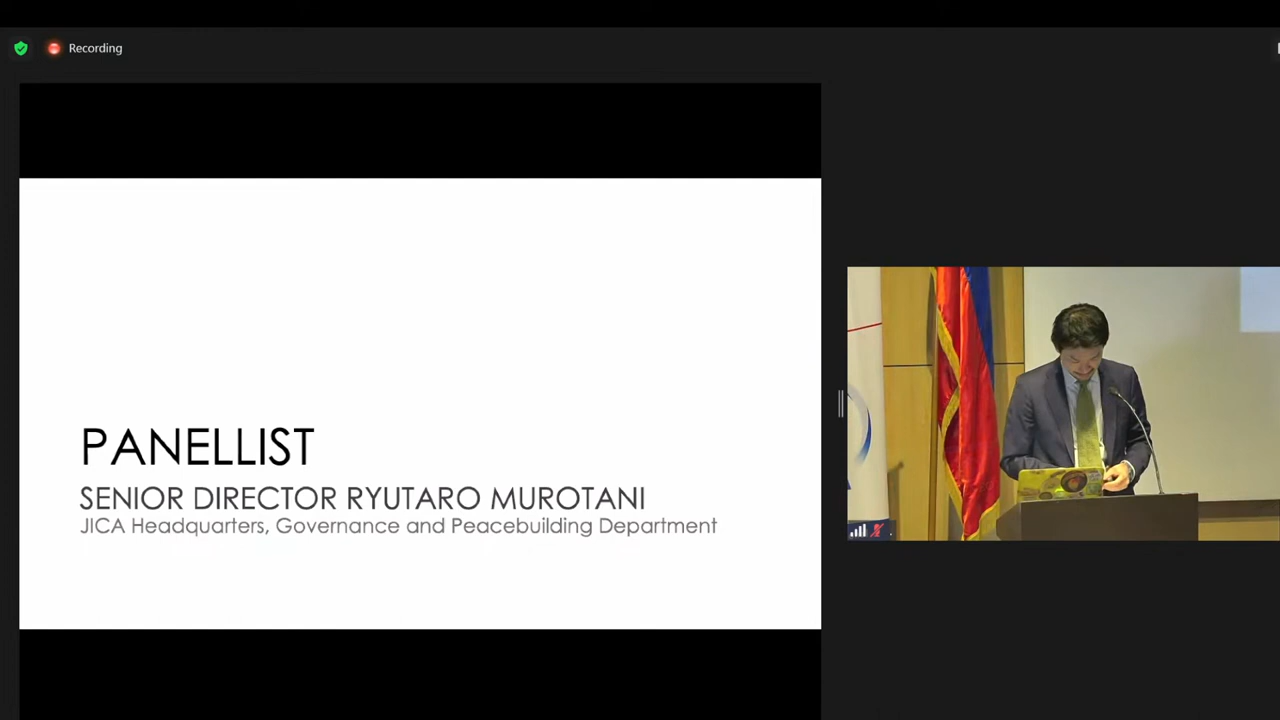 Recording
PANELLIST
SENIOR DIRECTOR RYUTARO MUROTANI
JICA Headquarters, Governance and Peacebuilding Department